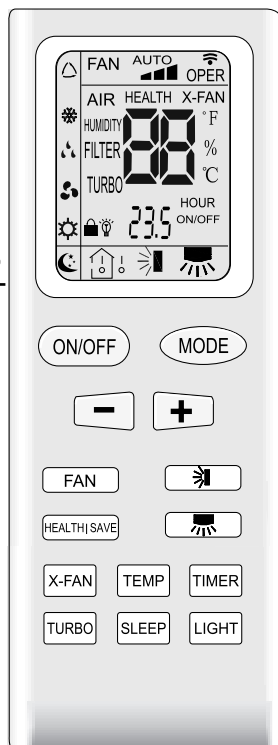 FAN AUTO OPER
AIR HEALTH X-FAN
HUMIDITY 88 °F
FILTER %
TURBO °C
HOUR
23.5 ON/OFF
ON/OFF MODE
- +
FAN
HEALTH|SAVE
X-FAN TEMP TIMER
TURBO SLEEP LIGHT